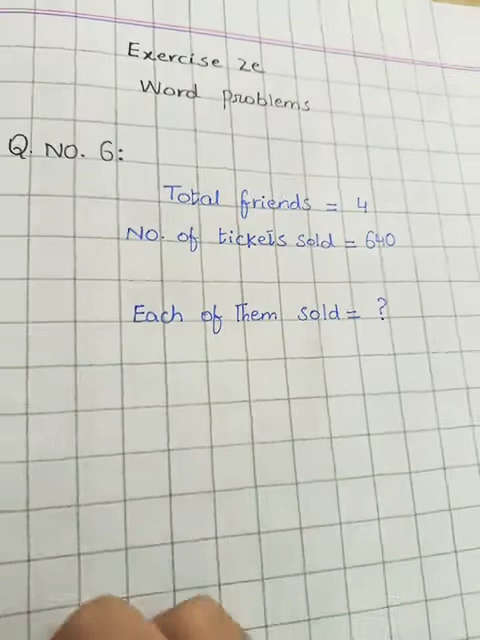 Exercise 2e
Word problems
Q. No. 6:
Total friends = 4
No. of tickets sold = 640
Each of Them sold = ?